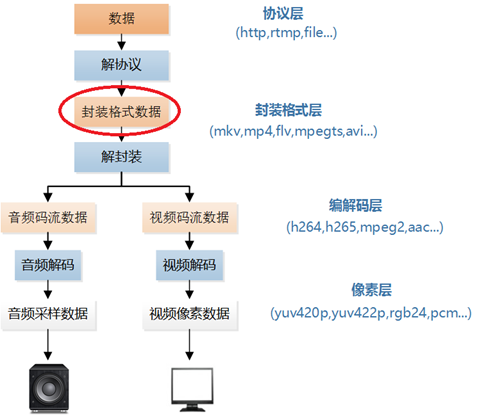 数据
协议层
(http,rtmp,file...)
解协议
封装格式数据
封装格式层
(mkv,mp4,flv,mpegts,avi...)
解封装
音频码流数据
视频码流数据
编解码层
(h264,h265,mpeg2,aac...)
音频解码
视频解码
像素层
音频采样数据
视频像素数据
(yuv420p,yuv422p,rgb24,pcm...)